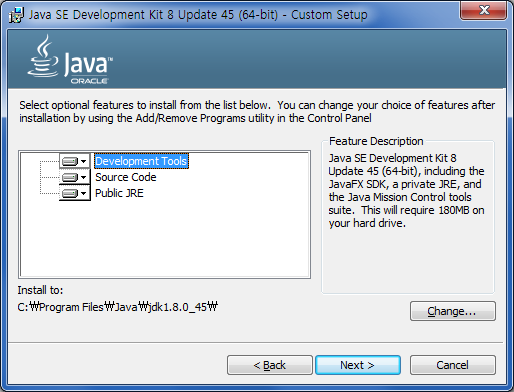 Java SE Development Kit 8 Update 45 (64-bit) - Custom Setup
Java™
ORACLE
Select optional features to install from the list below. You can change your choice of features after
installation by using the Add/Remove Programs utility in the Control Panel
Development Tools
Source Code
Public JRE
Feature Description
Java SE Development Kit 8
Update 45 (64-bit), including the
JavaFX SDK, a private JRE, and
the Java Mission Control tools
suite. This will require 180MB on
your hard drive.
Install to:
C:₩Program Files₩Java₩jdk1.8.0_45₩
Change...
< Back
Next >
Cancel